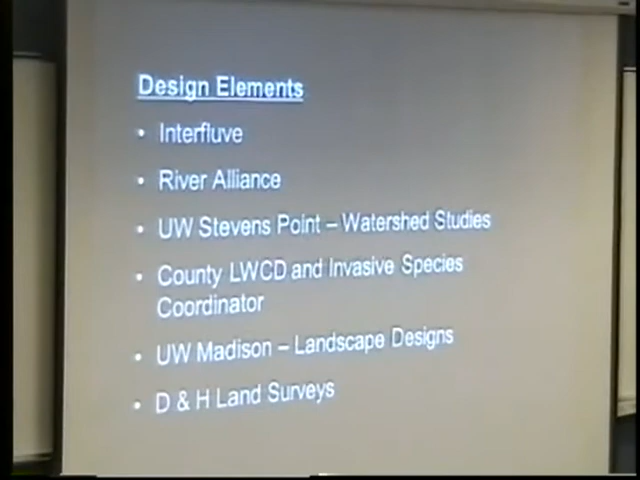 Design Elements
• Interfluve
• River Alliance
• UW Stevens Point – Watershed Studies
• County LWCD and Invasive Species
Coordinator
• UW Madison – Landscape Designs
• D & H Land Surveys